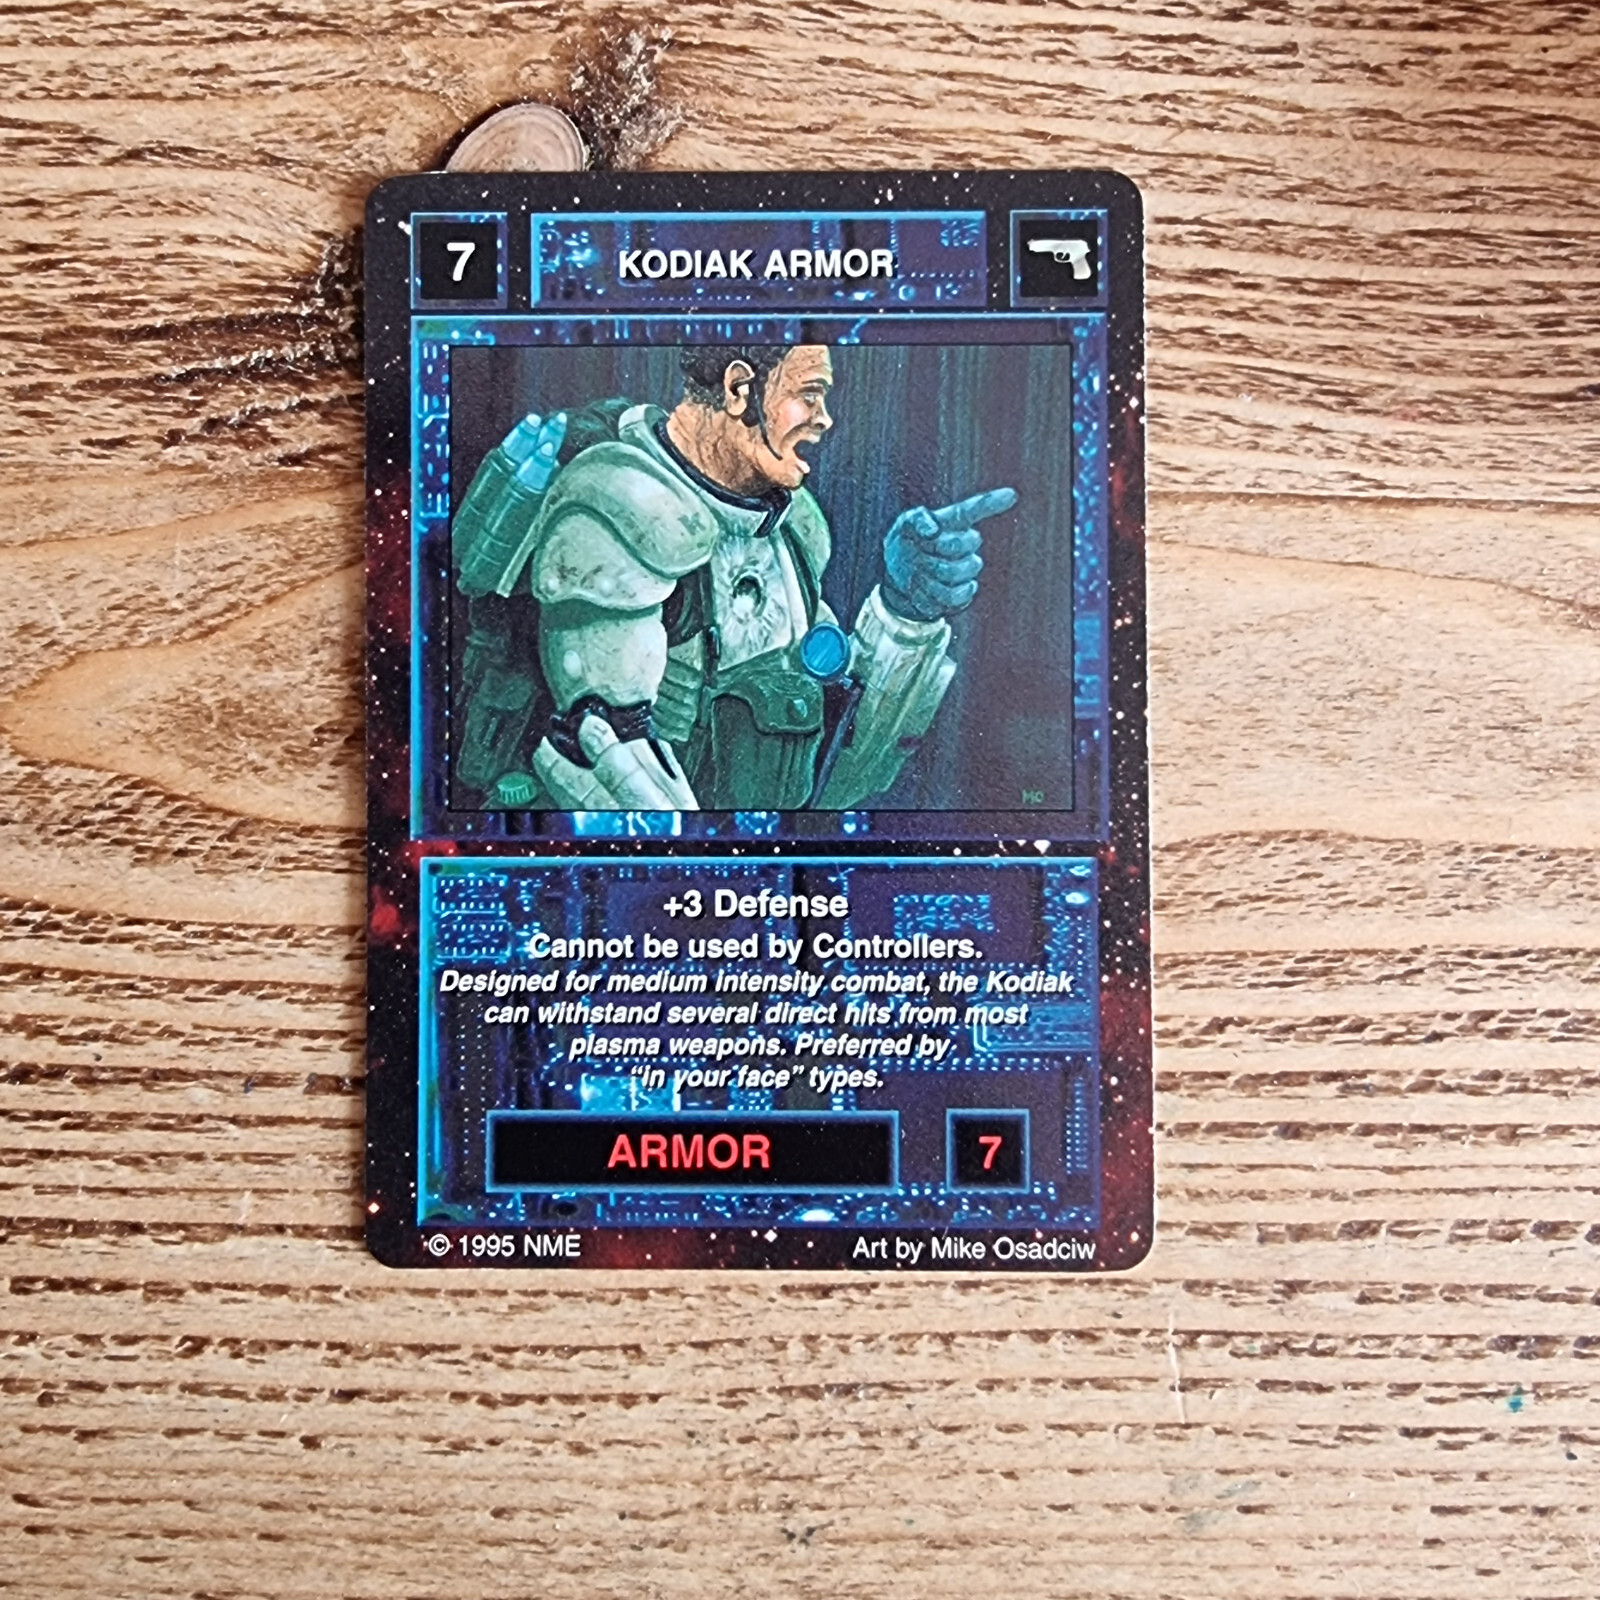 7
KODIAK ARMOR
MO
+3 Defense
Cannot be used by Controllers.
Designed for medium intensity combat, the Kodiak
can withstand several direct hits from most
plasma weapons. Preferred by
“in your face” types.
ARMOR
7
© 1995 NME
Art by Mike Osadciw